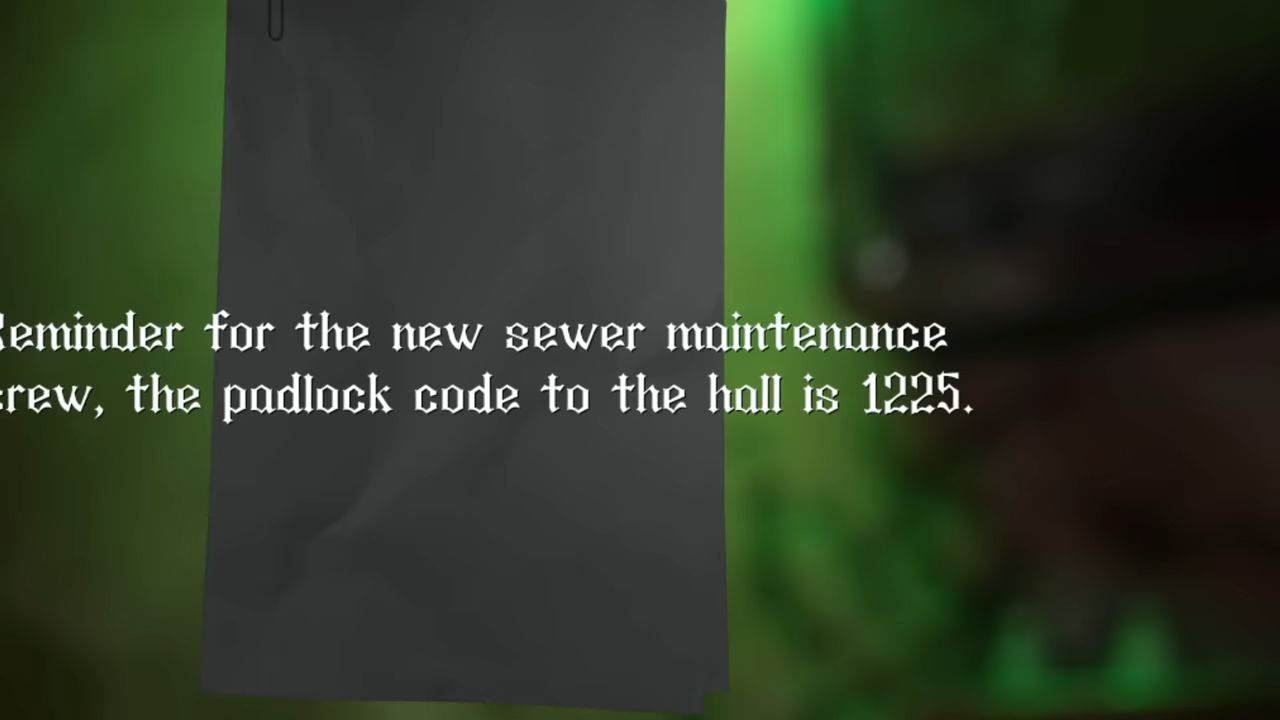 Reminder for the new sewer maintenance
crew, the padlock code to the hall is 1225.